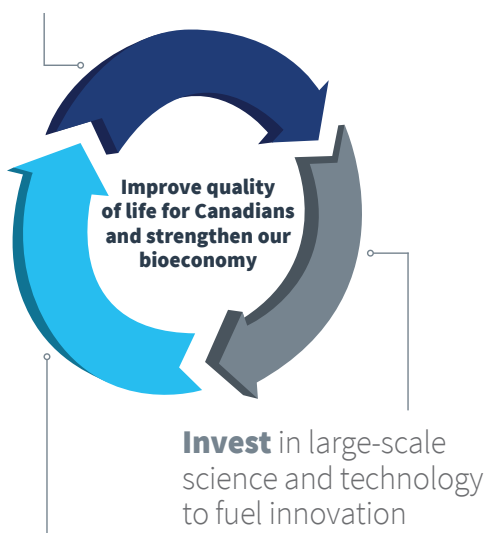 Improve quality
of life for Canadians
and strengthen our
bioeconomy
Invest in large-scale
science and technology
to fuel innovation